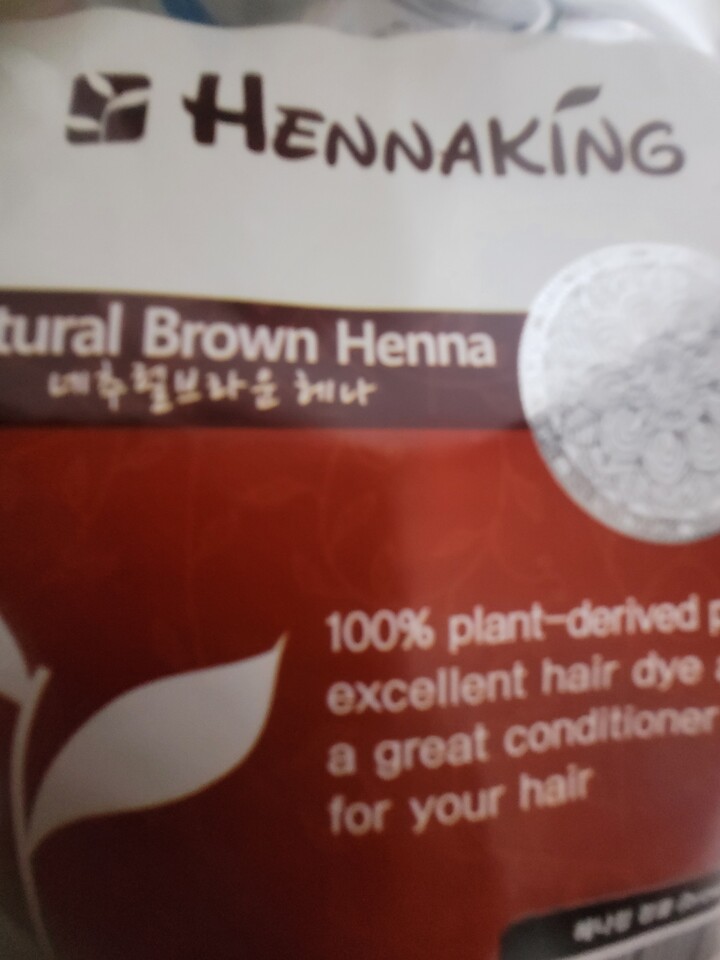 HENNAKING
tural Brown Henna
네추럴브라운 헤나
100% plant-derived p
excellent hair dye a
a great conditioner
for your hair